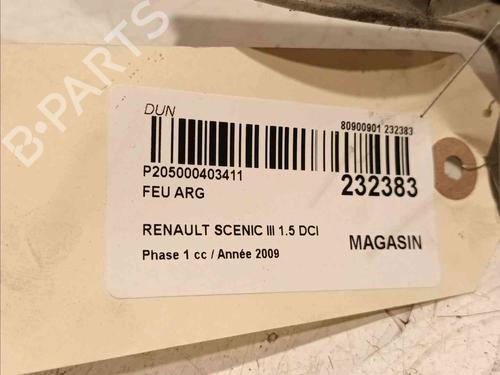 B-PARTS
DUN
80900901 232383
P205000403411
232383
FEU ARG
RENAULT SCENIC III 1.5 DCI
MAGASIN
Phase 1 cc / Année 2009